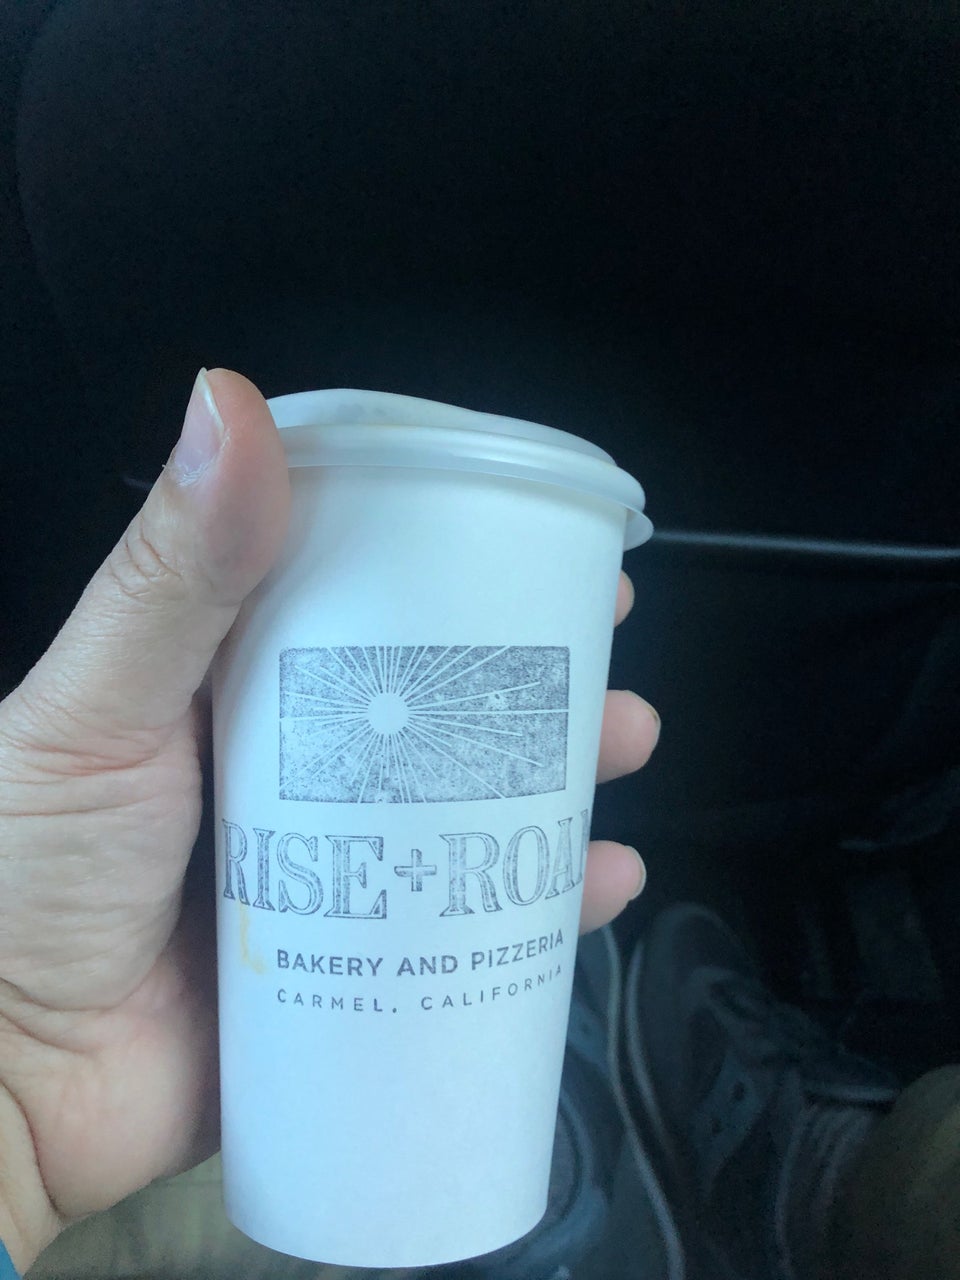 RISE + ROA
BAKERY AND PIZZERIA
CARMEL, CALIFORNIA